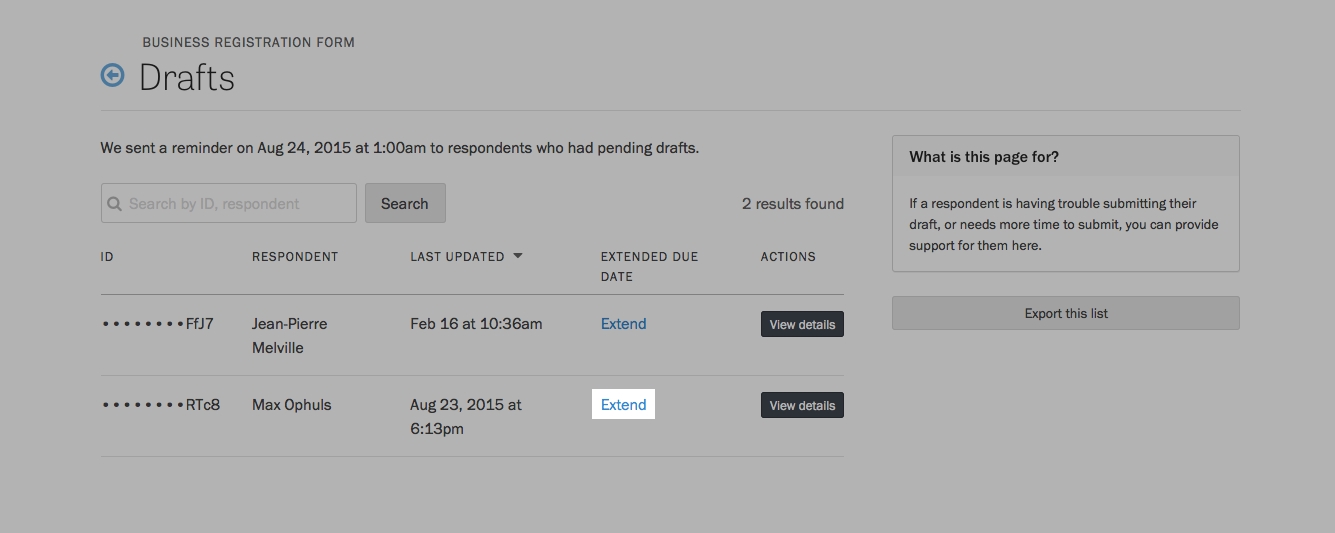 BUSINESS REGISTRATION FORM
Drafts
We sent a reminder on Aug 24, 2015 at 1:00am to respondents who had pending drafts.
Search by ID, respondent
Search
2 results found
ID RESPONDENT LAST UPDATED EXTENDED DUE
DATE ACTIONS
••••••••FfJ7 Jean-Pierre
Melville Feb 16 at 10:36am Extend View details
••••••••RTc8 Max Ophuls Aug 23, 2015 at
6:13pm Extend View details
What is this page for?
If a respondent is having trouble submitting their
draft, or needs more time to submit, you can provide
support for them here.
Export this list